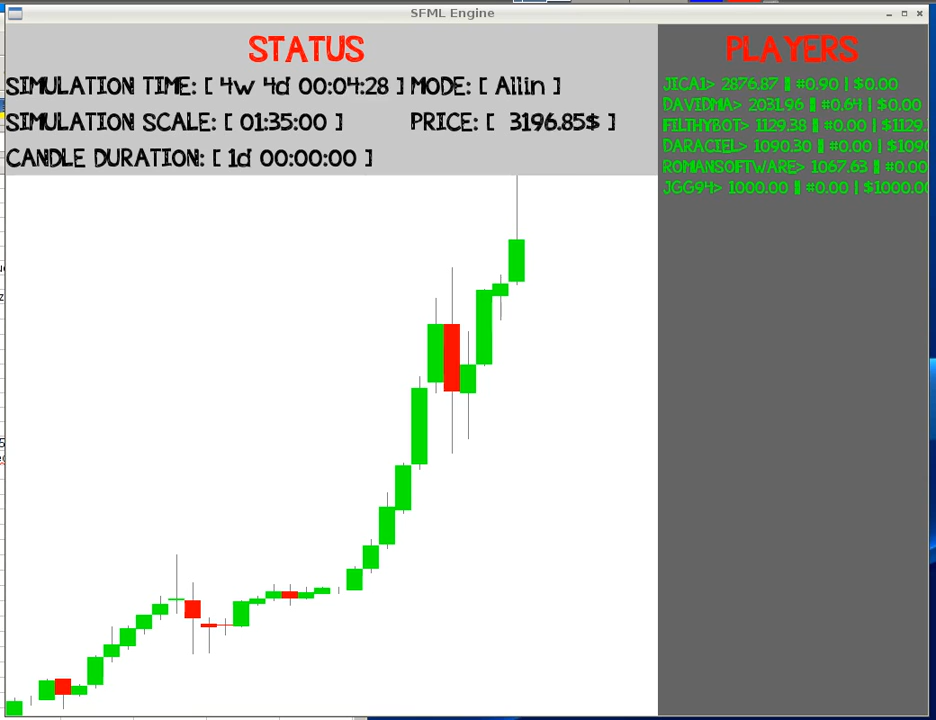 SFML Engine
STATUS
SIMULATION TIME: [ 4w 4d 00:04:28 ] MODE: [ Allin ]
SIMULATION SCALE: [ 01:35:00 ] PRICE: [ 3196.85$ ]
CANDLE DURATION: [ 1d 00:00:00 ]
PLAYERS
JICA1> 2876.87 | #0.90 | $0.00
DAVIDMA> 2031.96 | #0.64 | $0.00
FILTHYBOT> 1129.38 | #0.00 | $1129.
DARACIEL> 1090.30 | #0.00 | $1090
ROMANSOFTWARE> 1067.63 | #0.00
JGG94> 1000.00 | #0.00 | $1000.00